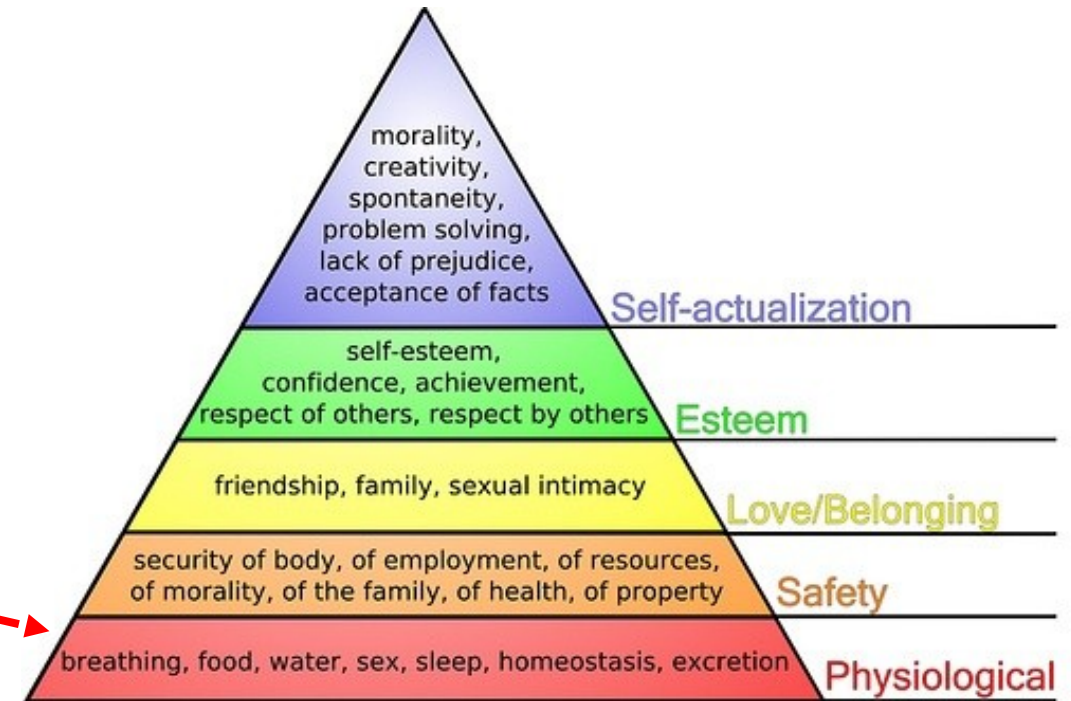 morality,
creativity,
spontaneity,
problem solving,
lack of prejudice,
acceptance of facts
Self-actualization
self-esteem,
confidence, achievement,
respect of others, respect by others
Esteem
friendship, family, sexual intimacy
Love/Belonging
security of body, of employment, of resources,
of morality, of the family, of health, of property
Safety
breathing, food, water, sex, sleep, homeostasis, excretion
Physiological